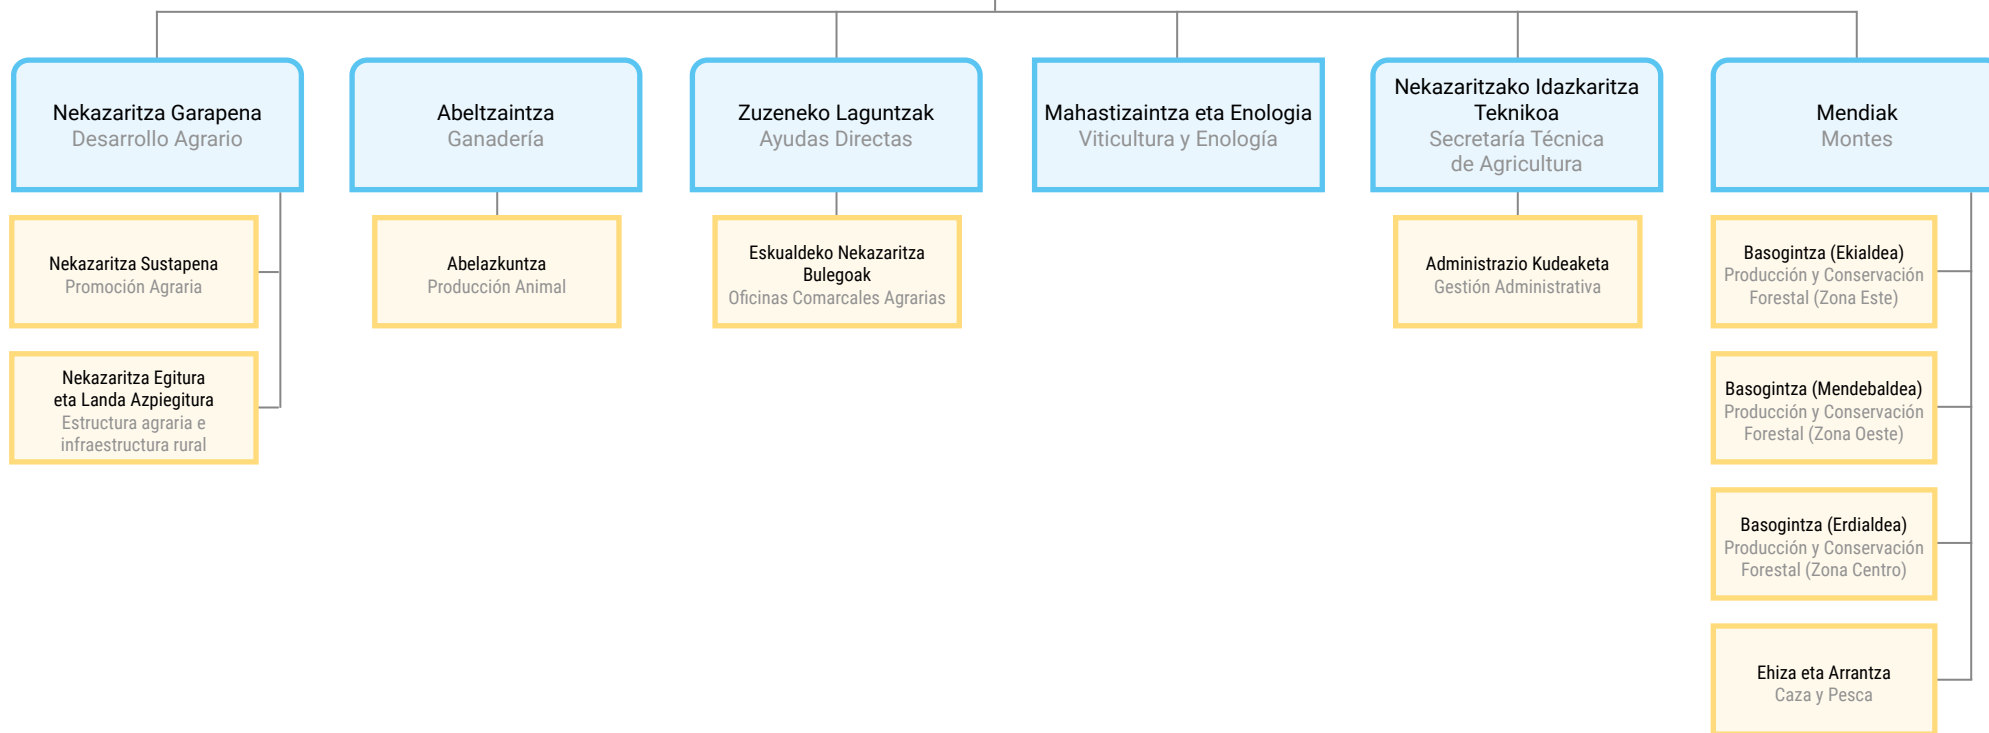 Nekazaritza Garapena
Desarrollo Agrario
Abeltzaintza
Ganadería
Zuzeneko Laguntzak
Ayudas Directas
Mahastizaintza eta Enologia
Viticultura y Enología
Nekazaritzako Idazkaritza
Teknikoa
Secretaría Técnica
de Agricultura
Mendiak
Montes
Nekazaritza Sustapena
Promoción Agraria
Nekazaritza Egitura
eta Landa Azpiegitura
Estructura agraria e
infraestructura rural
Abelazkuntza
Producción Animal
Eskualdeko Nekazaritza
Bulegoak
Oficinas Comarcales Agrarias
Administrazio Kudeaketa
Gestión Administrativa
Basogintza (Ekialdea)
Producción y Conservación
Forestal (Zona Este)
Basogintza (Mendebaldea)
Producción y Conservación
Forestal (Zona Oeste)
Basogintza (Erdialdea)
Producción y Conservación
Forestal (Zona Centro)
Ehiza eta Arrantza
Caza y Pesca